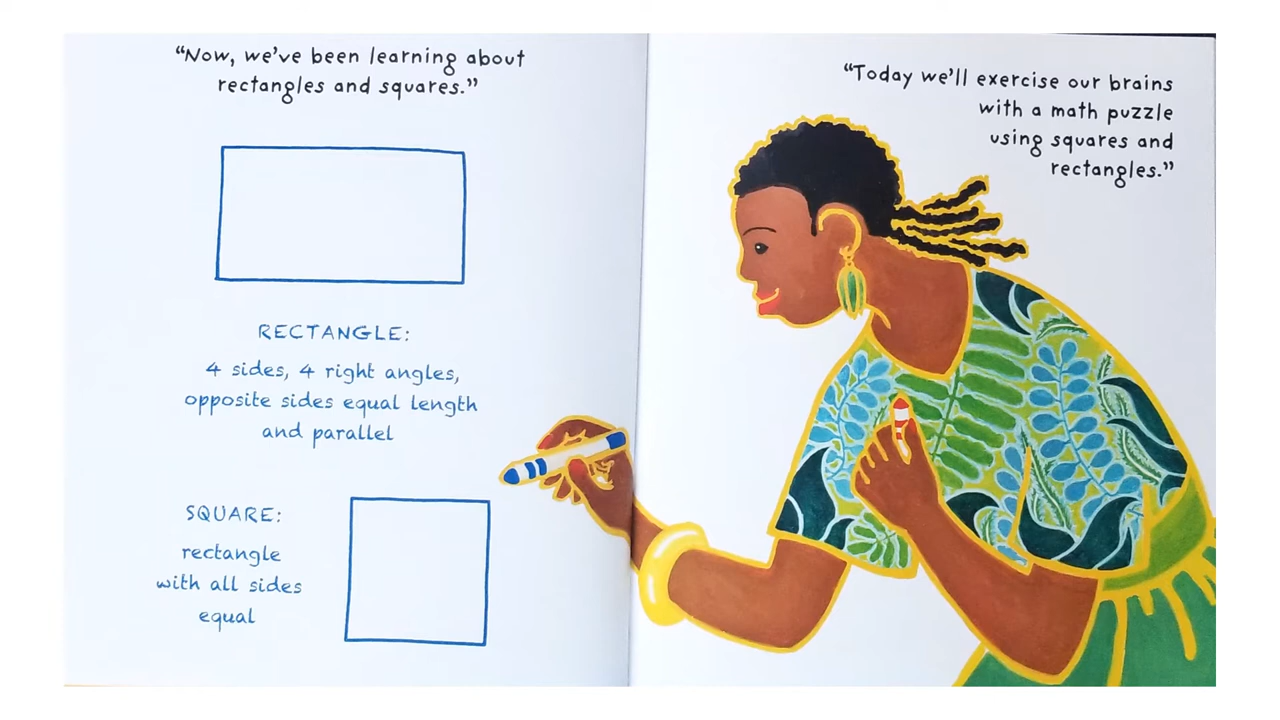 “Now, we’ve been learning about
rectangles and squares.”
RECTANGLE:
4 sides, 4 right angles,
opposite sides equal length
and parallel
SQUARE:
rectangle
with all sides
equal
“Today we’ll exercise our brains
with a math puzzle
using squares and
rectangles.”